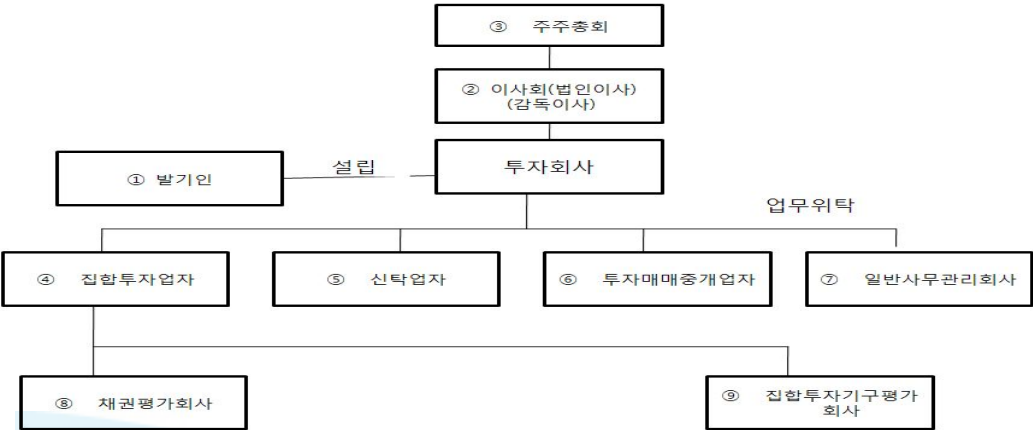 ③ 주주총회
② 이사회(법인이사)
(감독이사)
투자회사
설립
① 발기인
업무위탁
④ 집합투자업자
⑤ 신탁업자
⑥ 투자매매중개업자
⑦ 일반사무관리회사
⑧ 채권평가회사
⑨ 집합투자기구평가
회사